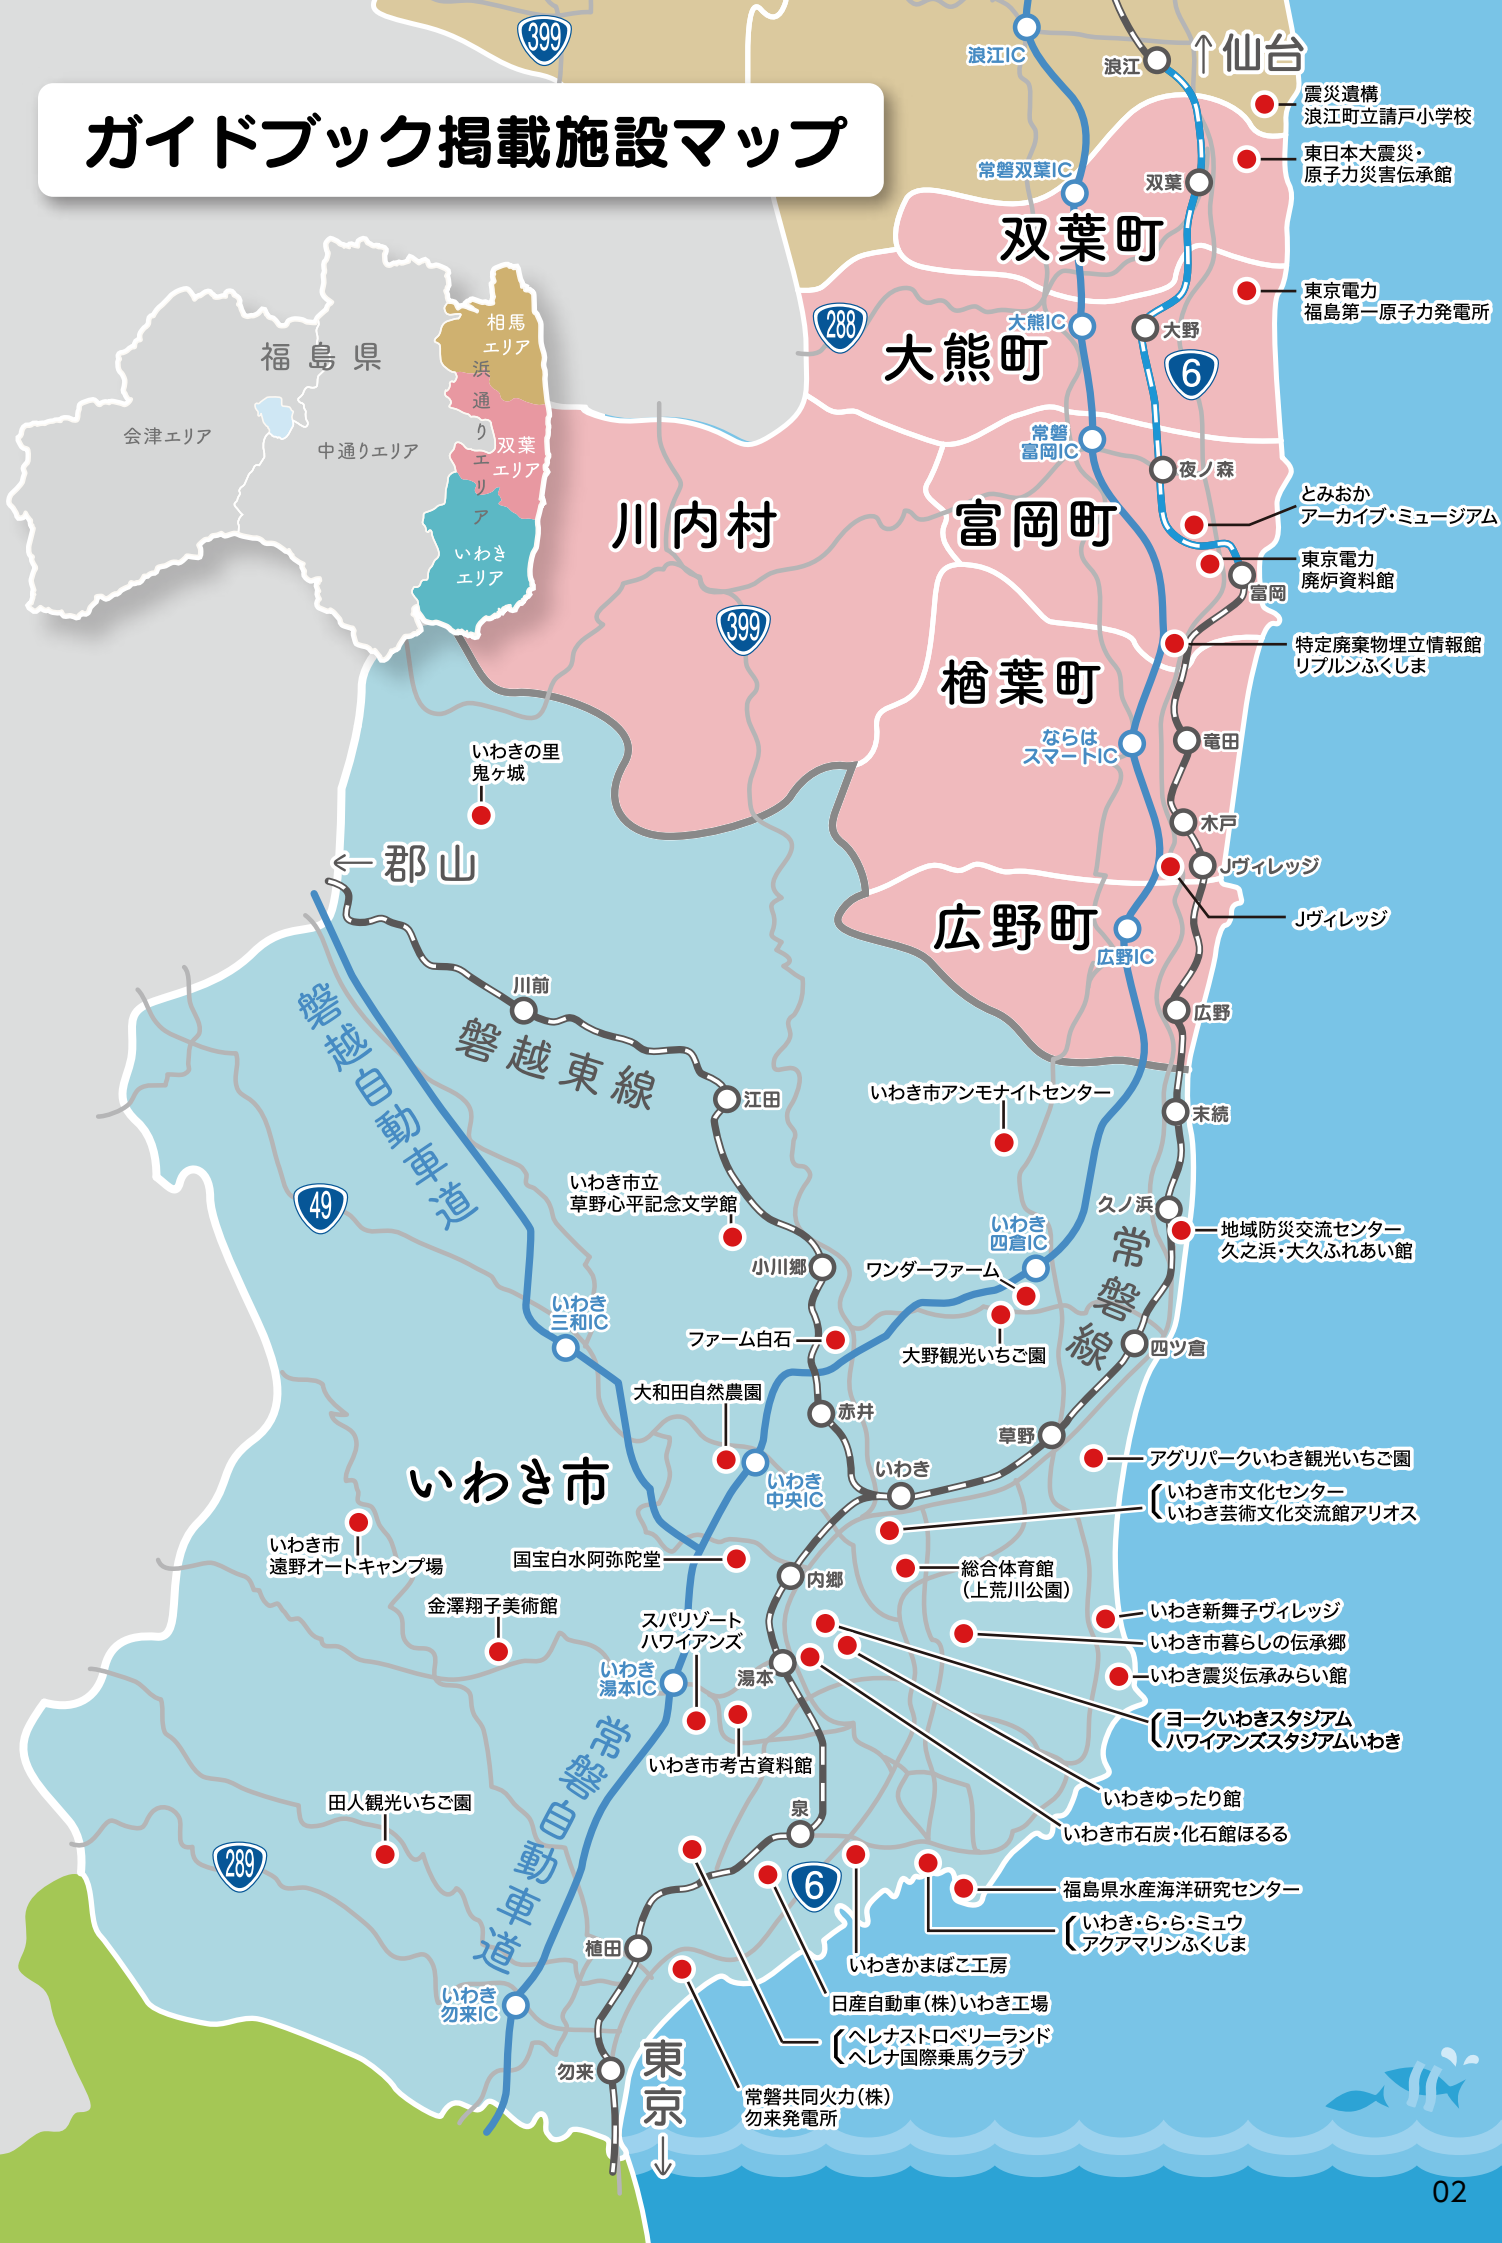 399
ガイドブック掲載施設マップ
浪江IC
浪江
↑仙台
震災遺構
浪江町立請戸小学校
東日本大震災・
原子力災害伝承館
常磐双葉IC
双葉
双葉町
東京電力
福島第一原子力発電所
288
大熊IC
大野
大熊町
6
福島県
相馬
エリア
浜通りエリア
会津エリア
中通りエリア
双葉
エリア
いわき
エリア
常磐
富岡IC
夜ノ森
とみおか
アーカイブ・ミュージアム
川内村
富岡町
東京電力
廃炉資料館
富岡
399
特定廃棄物埋立情報館
リプルンふくしま
楢葉町
ならは
スマートIC
竜田
いわきの里
鬼ヶ城
木戸
←郡山
Jヴィレッジ
Jヴィレッジ
広野町
広野IC
広野
川前
磐越自動車道
磐越東線
江田
いわき市アンモナイトセンター
末続
いわき市立
草野心平記念文学館
49
久ノ浜
地域防災交流センター
久之浜・大久ふれあい館
いわき
四倉IC
常磐線
小川郷
ワンダーファーム
いわき
三和IC
ファーム白石
大野観光いちご園
四ツ倉
大和田自然農園
赤井
草野
いわき市
いわき
中央IC
いわき
アグリパークいわき観光いちご園
いわき市文化センター
いわき芸術文化交流館アリオス
いわき市
遠野オートキャンプ場
国宝白水阿弥陀堂
内郷
総合体育館
(上荒川公園)
金澤翔子美術館
スパリゾート
ハワイアンズ
いわき新舞子ヴィレッジ
いわき市暮らしの伝承郷
いわき
湯本IC
湯本
いわき震災伝承みらい館
ヨークいわきスタジアム
ハワイアンズスタジアムいわき
常磐自動車道
いわき市考古資料館
いわきゆったり館
田人観光いちご園
泉
いわき市石炭・化石館ほるる
289
6
福島県水産海洋研究センター
いわき・ら・ら・ミュウ
アクアマリンふくしま
植田
いわきかまぼこ工房
いわき
勿来IC
日産自動車(株)いわき工場
ヘレナストロベリーランド
ヘレナ国際乗馬クラブ
勿来
東京↓
常磐共同火力(株)
勿来発電所
02